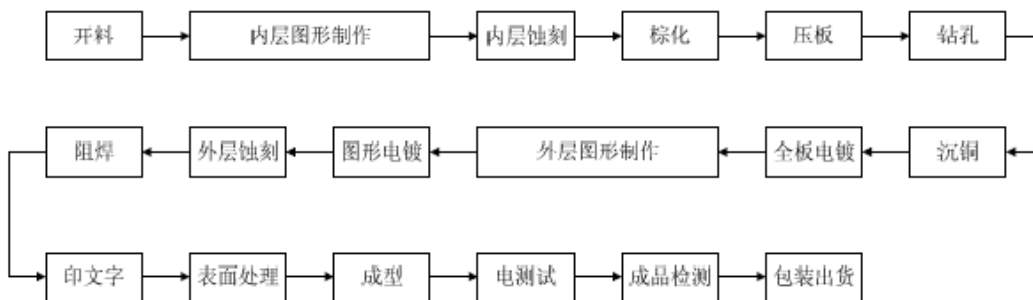 开料 内层图形制作 内层蚀刻 棕化 压板 钻孔
阻焊 外层蚀刻 图形电镀 外层图形制作 全板电镀 沉铜
印文字 表面处理 成型 电测试 成品检测 包装出货